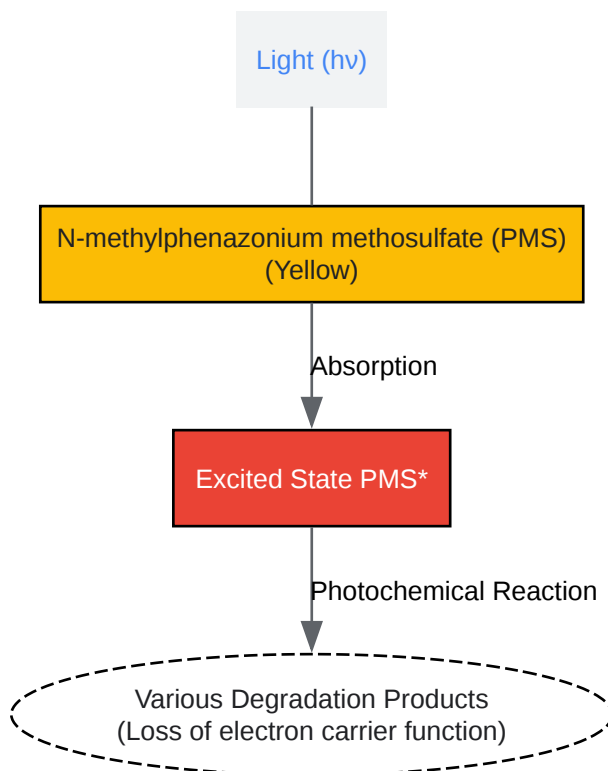 Light (hν)
N-methylphenazonium methosulfate (PMS)
(Yellow)
Absorption
Excited State PMS*
Photochemical Reaction
Various Degradation Products
(Loss of electron carrier function)